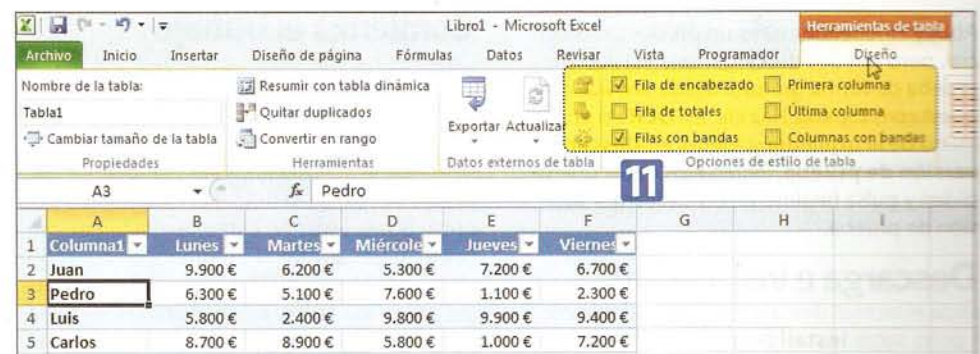 Libro1 - Microsoft Excel
Herramientas de tabla
Archivo Inicio Insertar Diseño de página Fórmulas Datos Revisar Vista Programador Diseño
Nombre de la tabla:
Tabla1
Cambiar tamaño de la tabla
Propiedades
Resumir con tabla dinámica
Quitar duplicados
Convertir en rango
Herramientas
Exportar Actualizar
Datos externos de tabla
Fila de encabezado Primera columna
Fila de totales Última columna
Filas con bandas Columnas con bandas
Opciones de estilo de tabla
11
A3 fx Pedro
A B C D E F G H I
1 Columna1 Lunes Martes Miércole Jueves Viernes
2 Juan 9.900 € 6.200 € 5.300 € 7.200 € 6.700 €
3 Pedro 6.300 € 5.100 € 7.600 € 1.100 € 2.300 €
4 Luis 5.800 € 2.400 € 9.800 € 9.900 € 9.400 €
5 Carlos 8.700 € 8.900 € 5.800 € 1.000 € 7.200 €